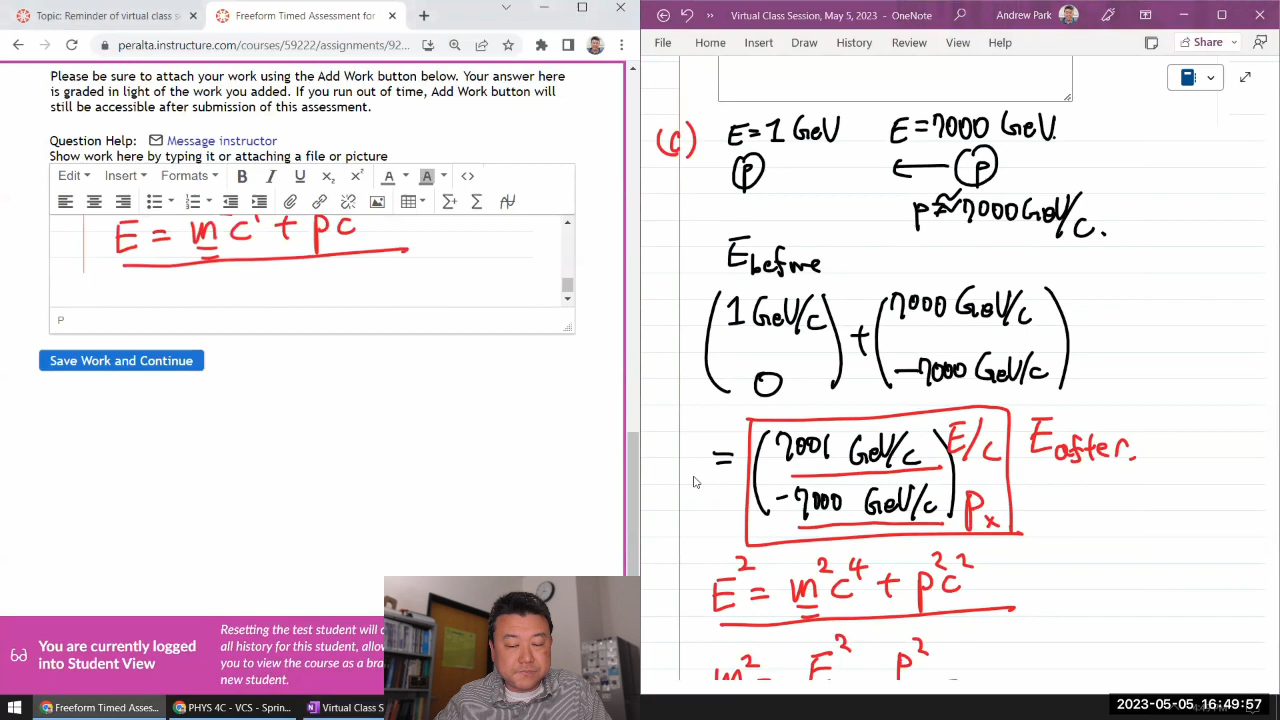 Topic: Reminder of virtual class se
Freeform Timed Assessment for
peralta.instructure.com/courses/59222/assignments/92...
Please be sure to attach your work using the Add Work button below. Your answer here
is graded in light of the work you added. If you run out of time, Add Work button will
still be accessible after submission of this assessment.
Question Help: Message instructor
Show work here by typing it or attaching a file or picture
Edit Insert Formats B I U X₂ X² A A <>
P
Save Work and Continue
You are currently logged
into Student View
Resetting the test student will c
all history for this student, allow
you to view the course as a bra
new student.
Freeform Timed Asses...
PHYS 4C - VCS - Sprin...
Virtual Class Sessi
Virtual Class Session, May 5, 2023 - OneNote
Andrew Park
File Home Insert Draw History Review View Help Share
(c) E = 1 GeV E = 7000 GeV.
p p
p ≈ 7000 GeV/c.
E before
(1 GeV/c 0) + (7000 GeV/c -7000 GeV/c)
= (7001 GeV/c -7000 GeV/c) E/c px E after.
E² = m²c⁴ + p²c²
m² = E² p²
2023-05-05 16:49:57